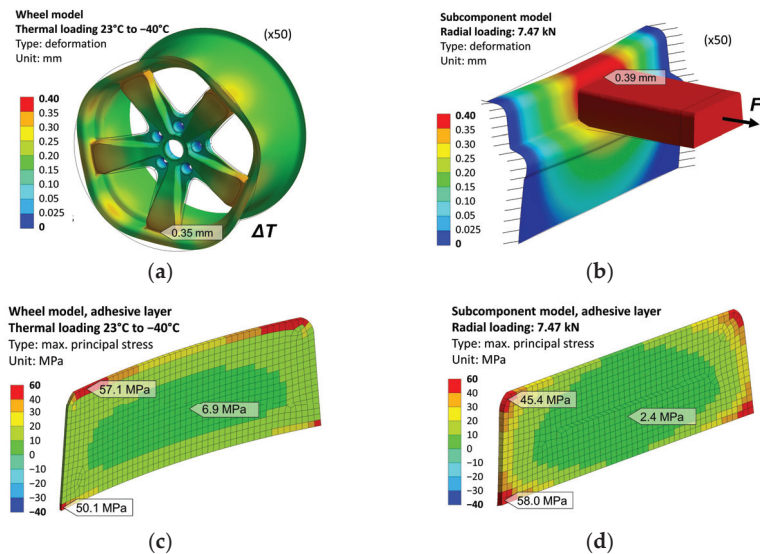 Wheel model
Thermal loading 23°C to −40°C
Type: deformation
Unit: mm
(x50)
0.40
0.35
0.30
0.25
0.20
0.15
0.10
0.05
0.025
0
0.35 mm
ΔT
(a)
Subcomponent model
Radial loading: 7.47 kN
Type: deformation
Unit: mm
(x50)
0.40
0.35
0.30
0.25
0.20
0.15
0.10
0.05
0.025
0
0.39 mm
F
(b)
Wheel model, adhesive layer
Thermal loading 23°C to −40°C
Type: max. principal stress
Unit: MPa
60
50
40
30
20
10
0
−10
−20
−30
−40
57.1 MPa
6.9 MPa
50.1 MPa
(c)
Subcomponent model, adhesive layer
Radial loading: 7.47 kN
Type: max. principal stress
Unit: MPa
60
50
40
30
20
10
0
−10
−20
−30
−40
45.4 MPa
2.4 MPa
58.0 MPa
(d)